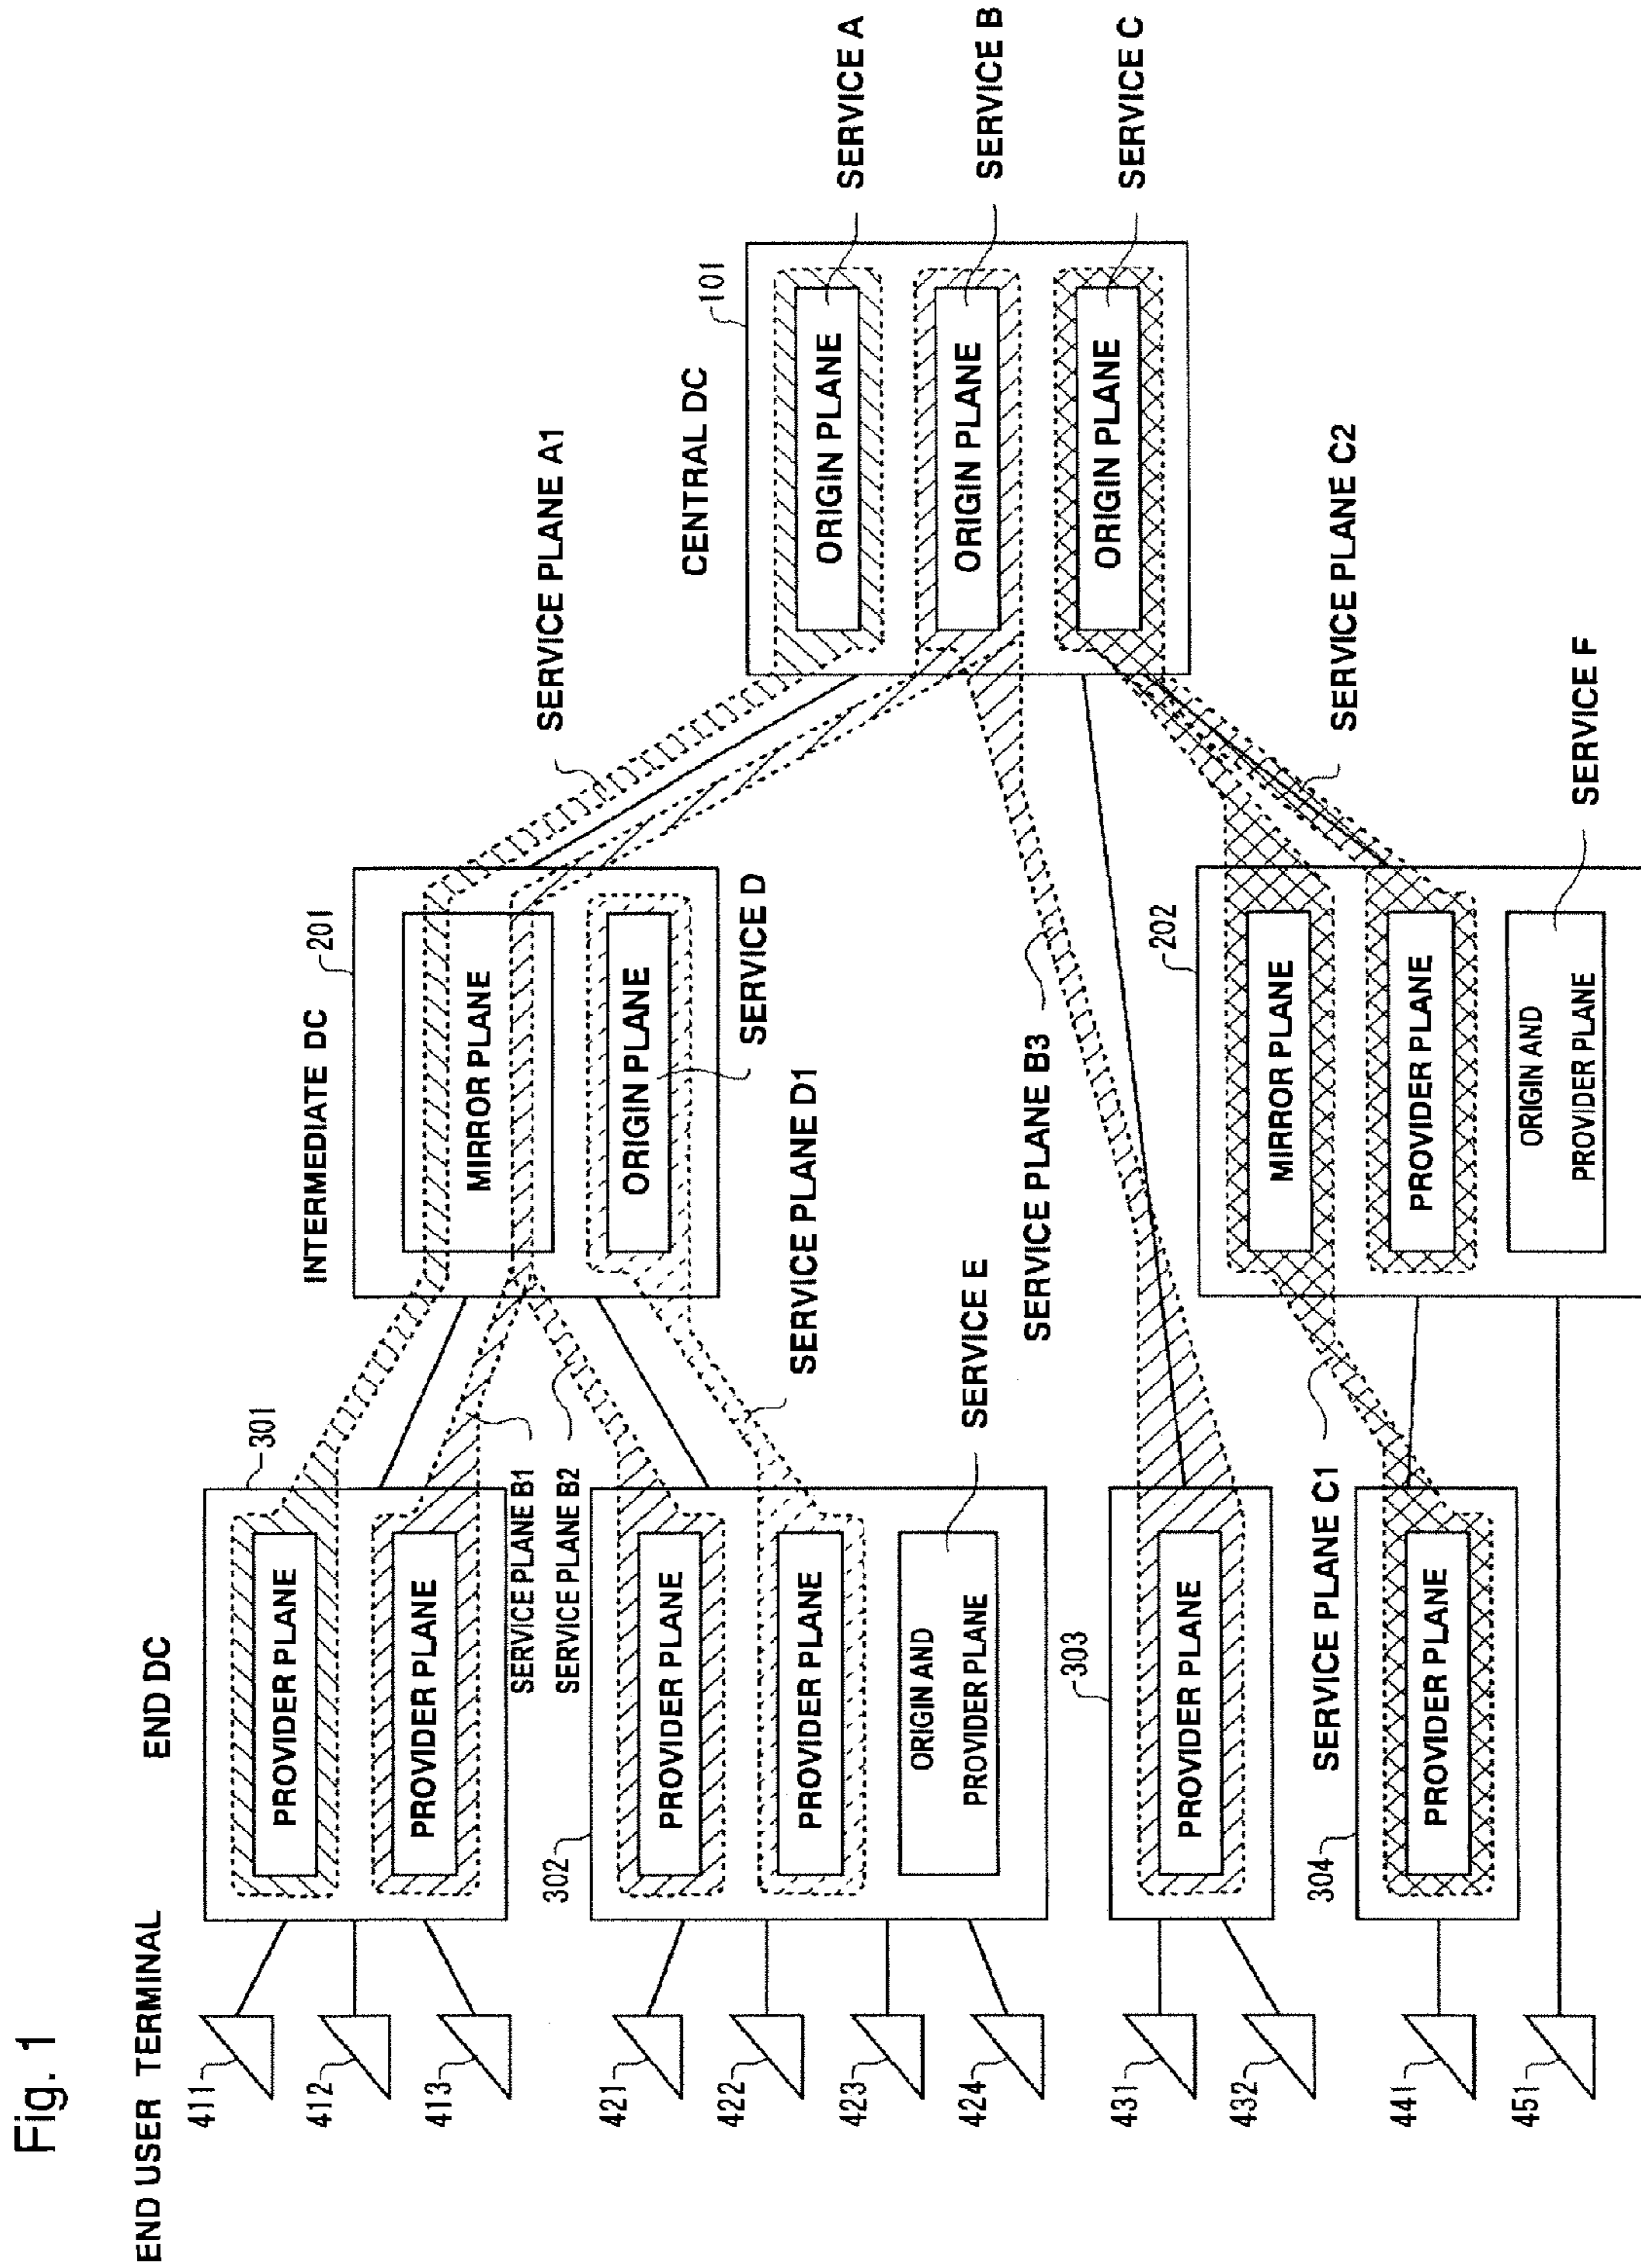 Fig. 1
END USER TERMINAL
END DC
INTERMEDIATE DC
CENTRAL DC
411
412
413
421
422
423
424
431
432
441
451
301
PROVIDER PLANE
PROVIDER PLANE
SERVICE PLANE B1
SERVICE PLANE B2
302
PROVIDER PLANE
PROVIDER PLANE
ORIGIN AND
PROVIDER PLANE
SERVICE E
303
PROVIDER PLANE
304
PROVIDER PLANE
SERVICE PLANE C1
201
MIRROR PLANE
ORIGIN PLANE
SERVICE D
SERVICE PLANE D1
SERVICE PLANE A1
SERVICE PLANE B3
202
MIRROR PLANE
PROVIDER PLANE
ORIGIN AND
PROVIDER PLANE
SERVICE F
SERVICE PLANE C2
101
ORIGIN PLANE
SERVICE A
ORIGIN PLANE
SERVICE B
ORIGIN PLANE
SERVICE C